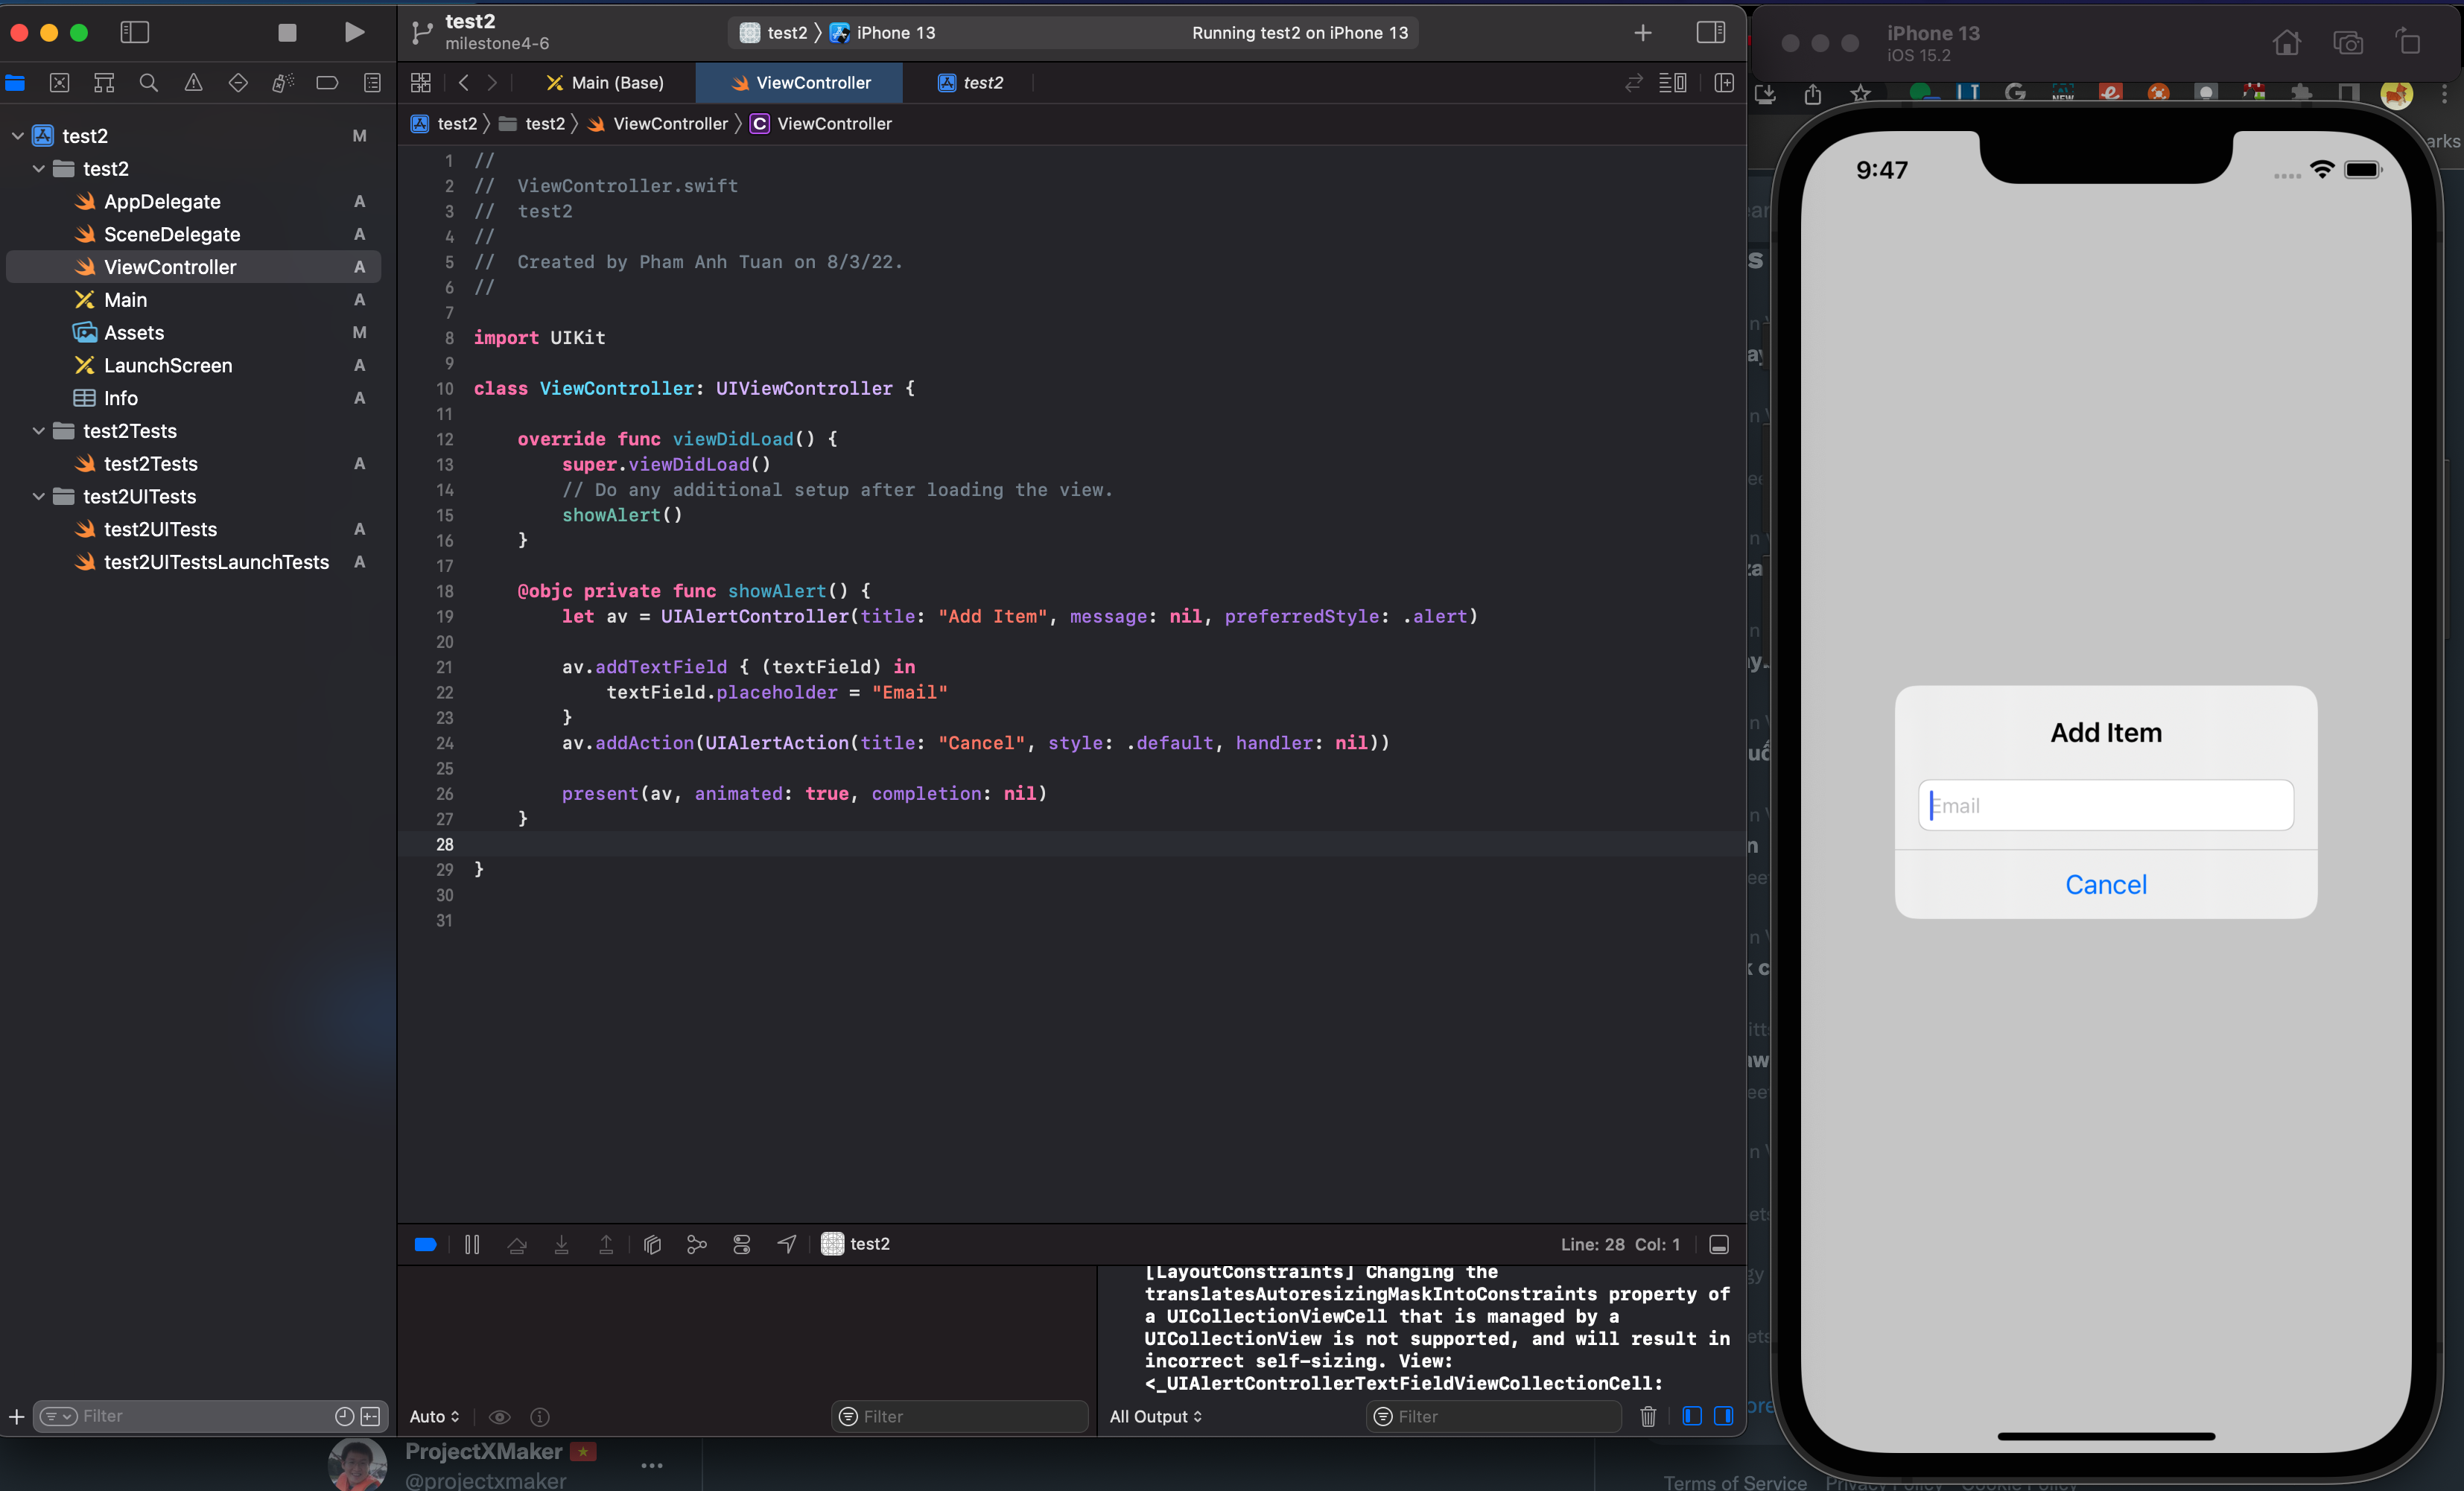 test2
milestone4-6
test2 〉 iPhone 13
Running test2 on iPhone 13
Main (Base)
ViewController
test2
test2 〉 test2 〉 ViewController 〉 C ViewController
test2 M
test2
AppDelegate A
SceneDelegate A
ViewController A
Main A
Assets M
LaunchScreen A
Info A
test2Tests
test2Tests A
test2UITests
test2UITests A
test2UITestsLaunchTests A
Filter
1 //
2 //  ViewController.swift
3 //  test2
4 //
5 //  Created by Pham Anh Tuan on 8/3/22.
6 //
7
8 import UIKit
9
10 class ViewController: UIViewController {
11
12     override func viewDidLoad() {
13         super.viewDidLoad()
14         // Do any additional setup after loading the view.
15         showAlert()
16     }
17
18     @objc private func showAlert() {
19         let av = UIAlertController(title: "Add Item", message: nil, preferredStyle: .alert)
20
21         av.addTextField { (textField) in
22             textField.placeholder = "Email"
23         }
24         av.addAction(UIAlertAction(title: "Cancel", style: .default, handler: nil))
25
26         present(av, animated: true, completion: nil)
27     }
28
29 }
30
31
test2
Line: 28 Col: 1
[LayoutConstraints] Changing the
translatesAutoresizingMaskIntoConstraints property of
a UICollectionViewCell that is managed by a
UICollectionView is not supported, and will result in
incorrect self-sizing. View:
<_UIAlertControllerTextFieldViewCollectionCell:
Auto
Filter
All Output
Filter
iPhone 13
iOS 15.2
9:47
Add Item
Email
Cancel
ProjectXMaker
@projectxmaker
Terms of Service Privacy Policy Cookie Policy